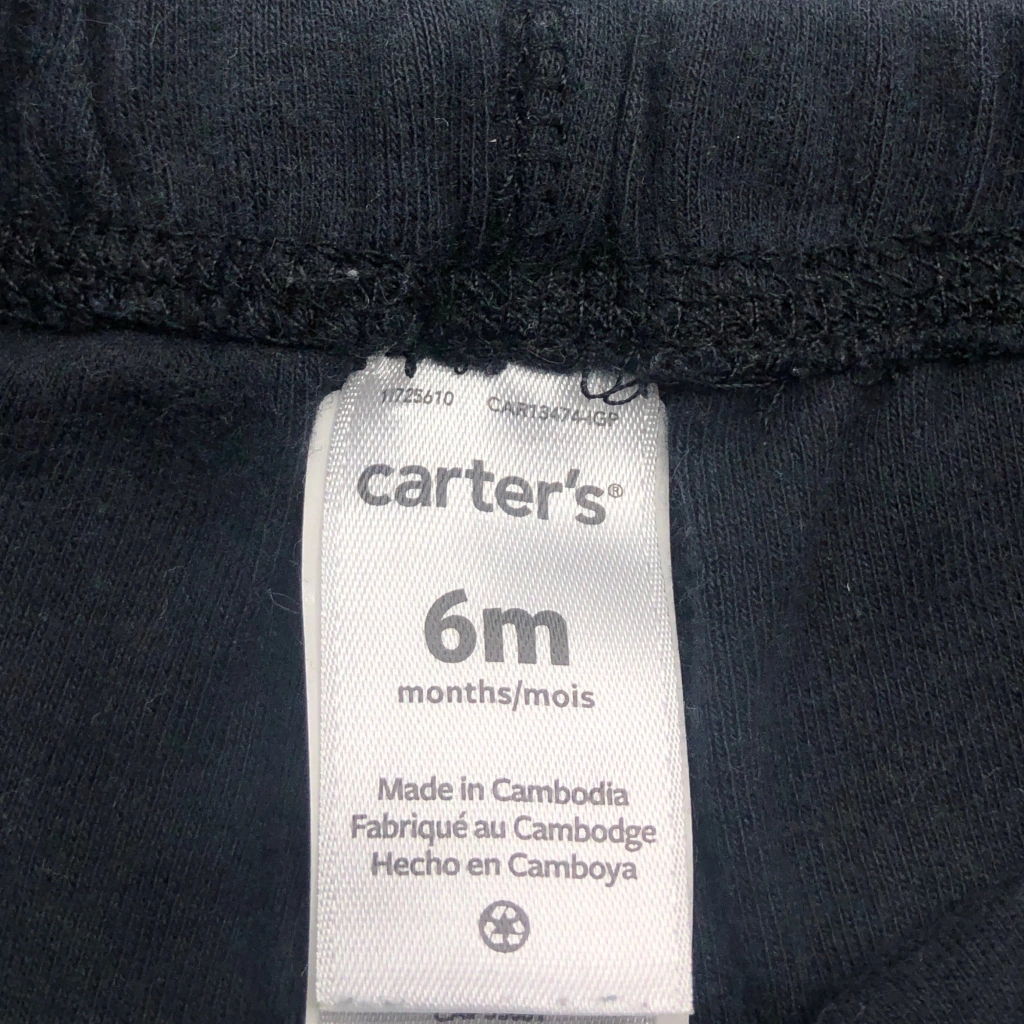 11725610 CAR13474-IGP
carter's®
6m
months/mois
Made in Cambodia
Fabriqué au Cambodge
Hecho en Camboya